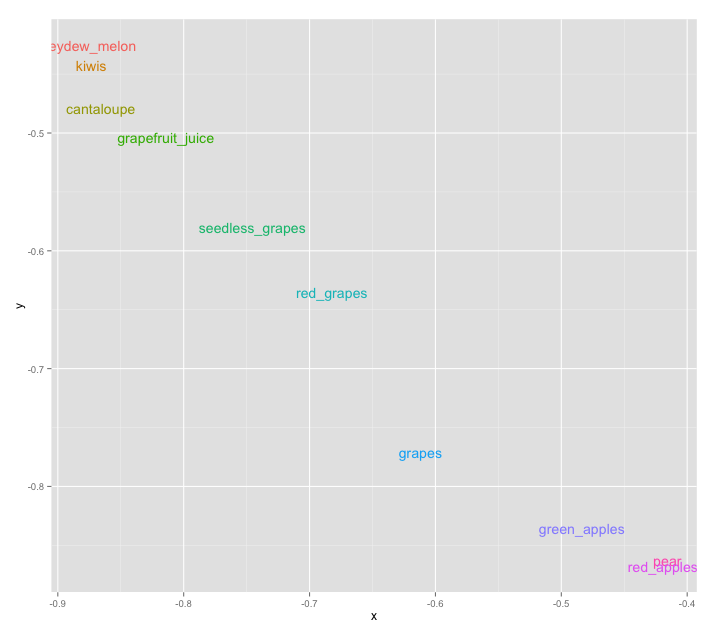 eydew_melon
kiwis
cantaloupe
grapefruit_juice
seedless_grapes
red_grapes
grapes
green_apples
pear
red_apples
-0.5
-0.6
-0.7
-0.8
y
-0.9 -0.8 -0.7 -0.6 -0.5 -0.4
x